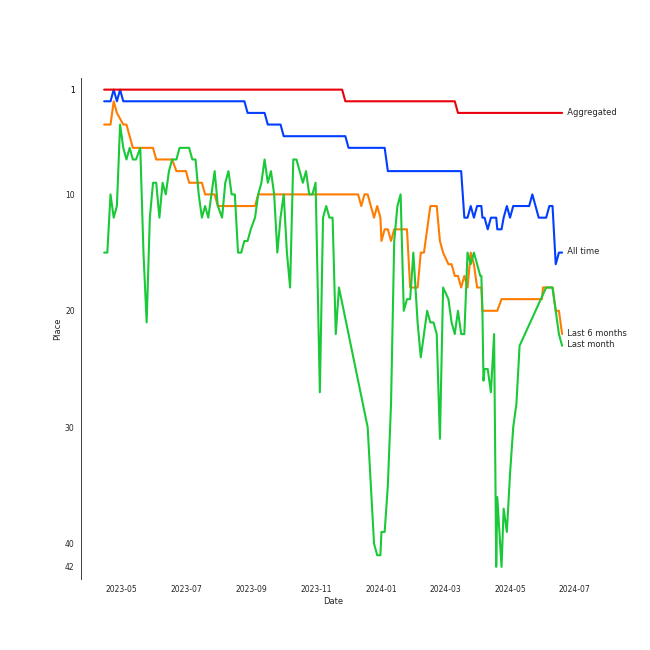 1
10
20
30
40
42
Place
Aggregated
All time
Last 6 months
Last month
2023-05 2023-07 2023-09 2023-11 2024-01 2024-03 2024-05 2024-07
Date